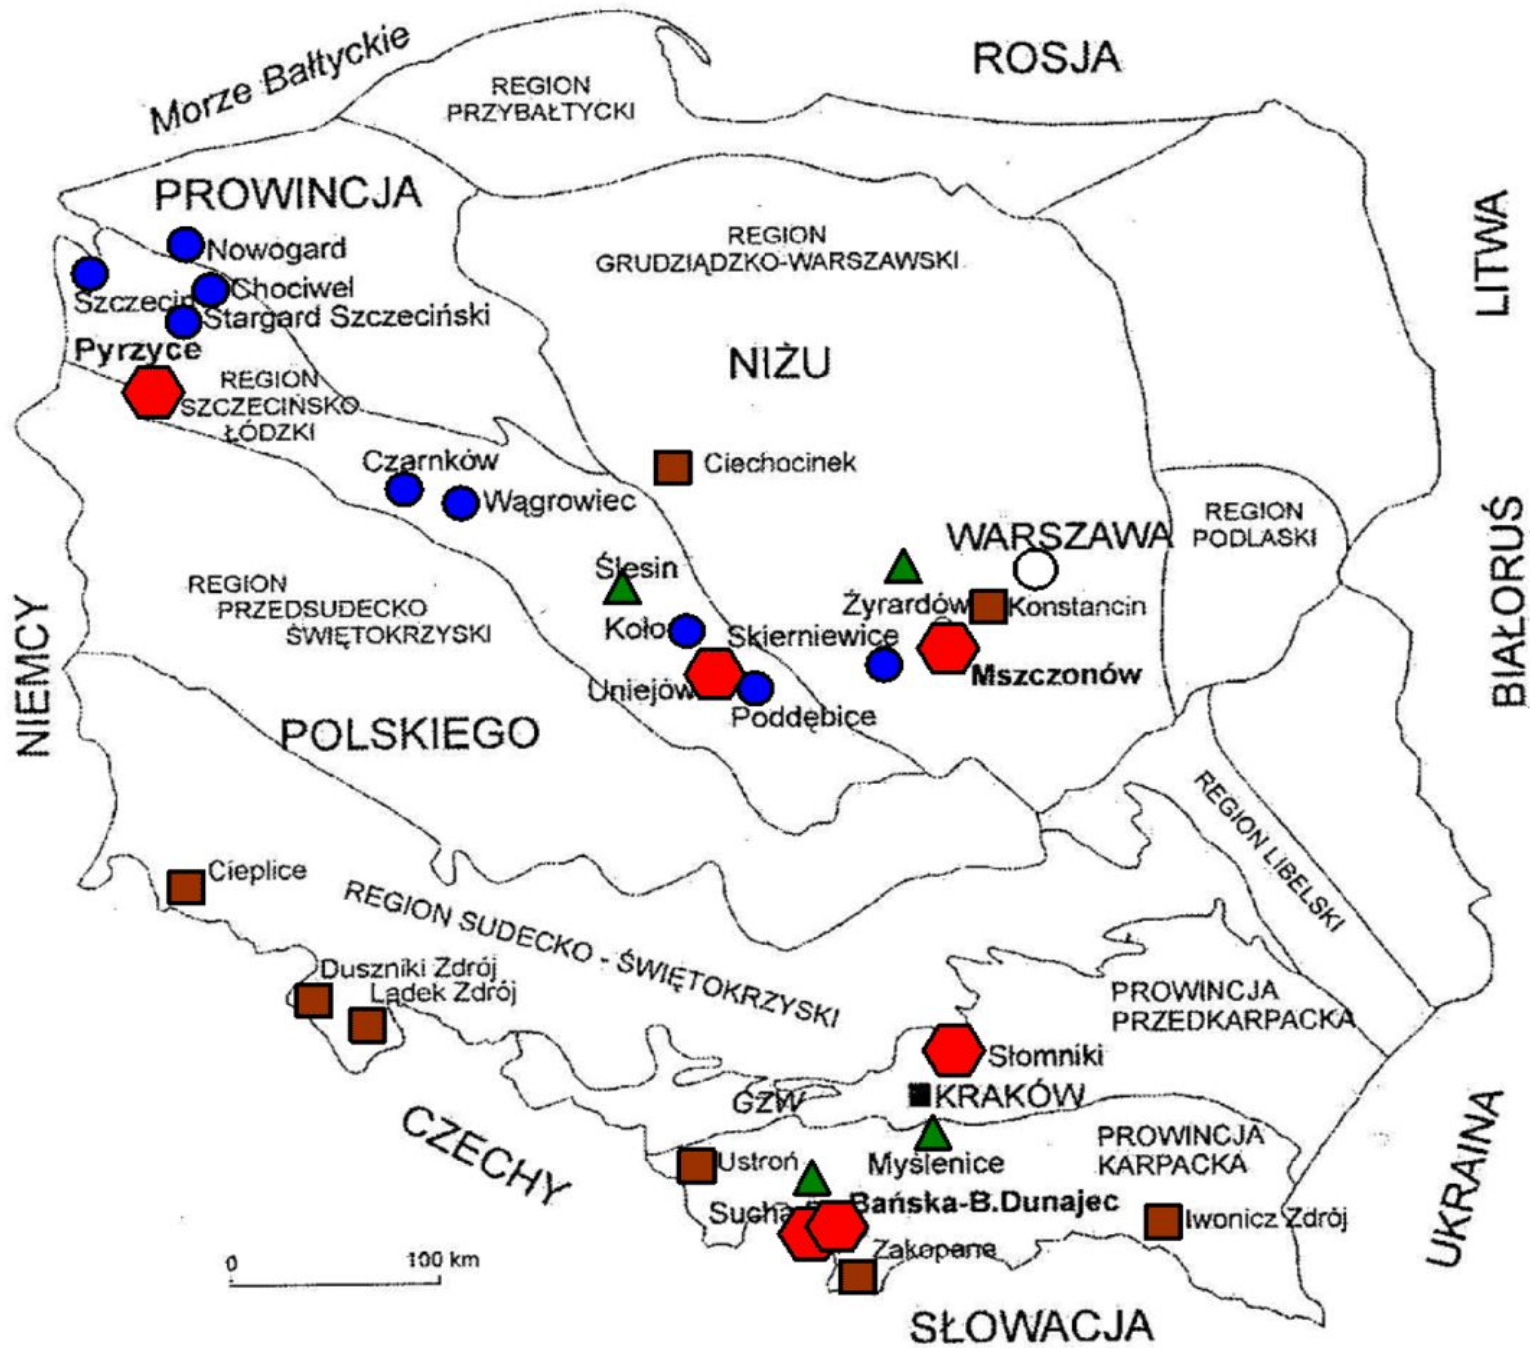 Morze Bałtyckie
ROSJA
REGION
PRZYBAŁTYCKI
PROWINCJA
LITWA
Nowogard
REGION
GRUDZIĄDZKO-WARSZAWSKI
Szczecin
Chociwel
Stargard Szczeciński
Pyrzyce
NIŻU
REGION
SZCZECIŃSKO
ŁÓDZKI
Czarnków
Ciechocinek
Wągrowiec
WARSZAWA
REGION
PODLASKI
BIAŁORUŚ
Ślesin
REGION
PRZEDSUDECKO
ŚWIĘTOKRZYSKI
NIEMCY
Żyrardów
Konstancin
Koło
Skierniewice
Mszczonów
Uniejów
Poddębice
POLSKIEGO
REGION LIBELSKI
Cieplice
REGION SUDECKO - ŚWIĘTOKRZYSKI
Duszniki Zdrój
Lądek Zdrój
PROWINCJA
PRZEDKARPACKA
Słomniki
GZW
KRAKÓW
CZECHY
PROWINCJA
KARPACKA
UKRAINA
Ustroń
Myślenice
Sucha
Bańska-B.Dunajec
Iwonicz Zdrój
Zakopane
0 100 km
SŁOWACJA